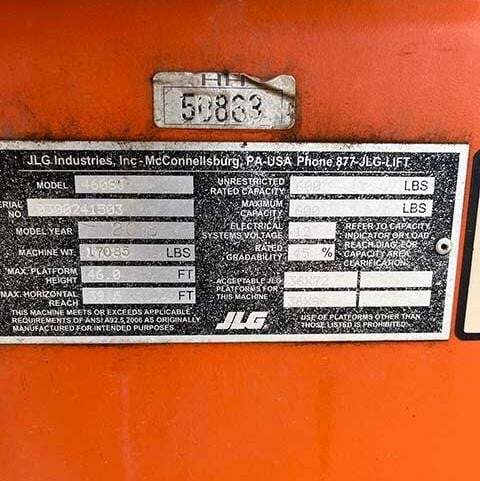 HH
50863
JLG Industries, Inc-McConnellsburg, PA-USA Phone 877-JLG-LIFT
MODEL 460SJ
SERIAL NO.
MODEL YEAR
MACHINE WT. 17085 LBS
MAX. PLATFORM HEIGHT 46.0 FT
MAX. HORIZONTAL REACH FT
THIS MACHINE MEETS OR EXCEEDS APPLICABLE
REQUIREMENTS OF ANSI A92.5 2006 AS ORIGINALLY
MANUFACTURED FOR INTENDED PURPOSES.
UNRESTRICTED RATED CAPACITY LBS
MAXIMUM CAPACITY LBS
ELECTRICAL SYSTEMS VOLTAGE 12
RATED GRADABILITY 45 %
REFER TO CAPACITY
INDICATOR OR LOAD
REACH DIAG. FOR
CAPACITY AREA
CLARIFICATION.
ACCEPTABLE JLG
PLATFORMS FOR
THIS MACHINE
JLG
USE OF PLATFORMS OTHER THAN
THOSE LISTED IS PROHIBITED.